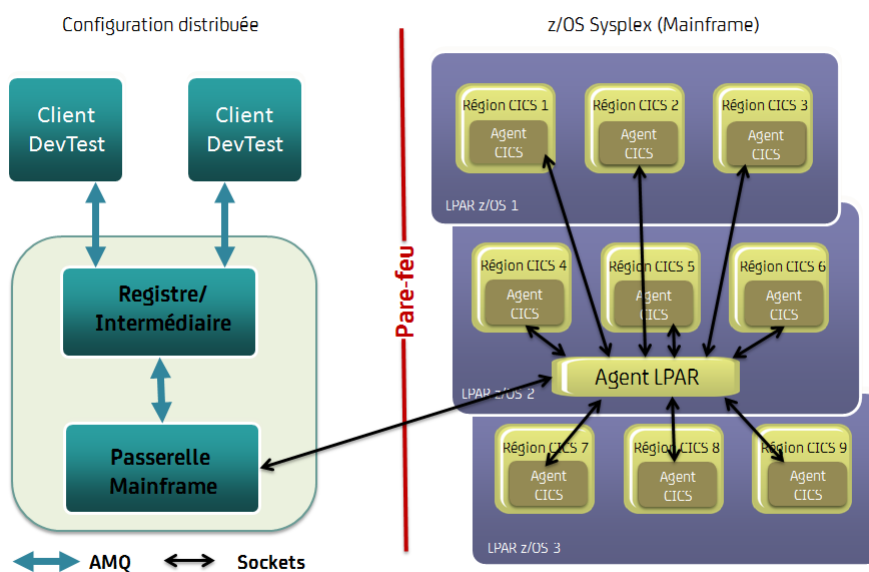 Configuration distribuée
z/OS Sysplex (Mainframe)
Client
DevTest
Client
DevTest
Registre/
Intermédiaire
Passerelle
Mainframe
AMQ
Sockets
Pare-feu
Région CICS 1
Agent
CICS
Région CICS 2
Agent
CICS
Région CICS 3
Agent
CICS
LPAR z/OS 1
Région CICS 4
Agent
CICS
Région CICS 5
Agent
CICS
Région CICS 6
Agent
CICS
Agent LPAR
LPAR z/OS 2
Région CICS 7
Agent
CICS
Région CICS 8
Agent
CICS
Région CICS 9
Agent
CICS
LPAR z/OS 3